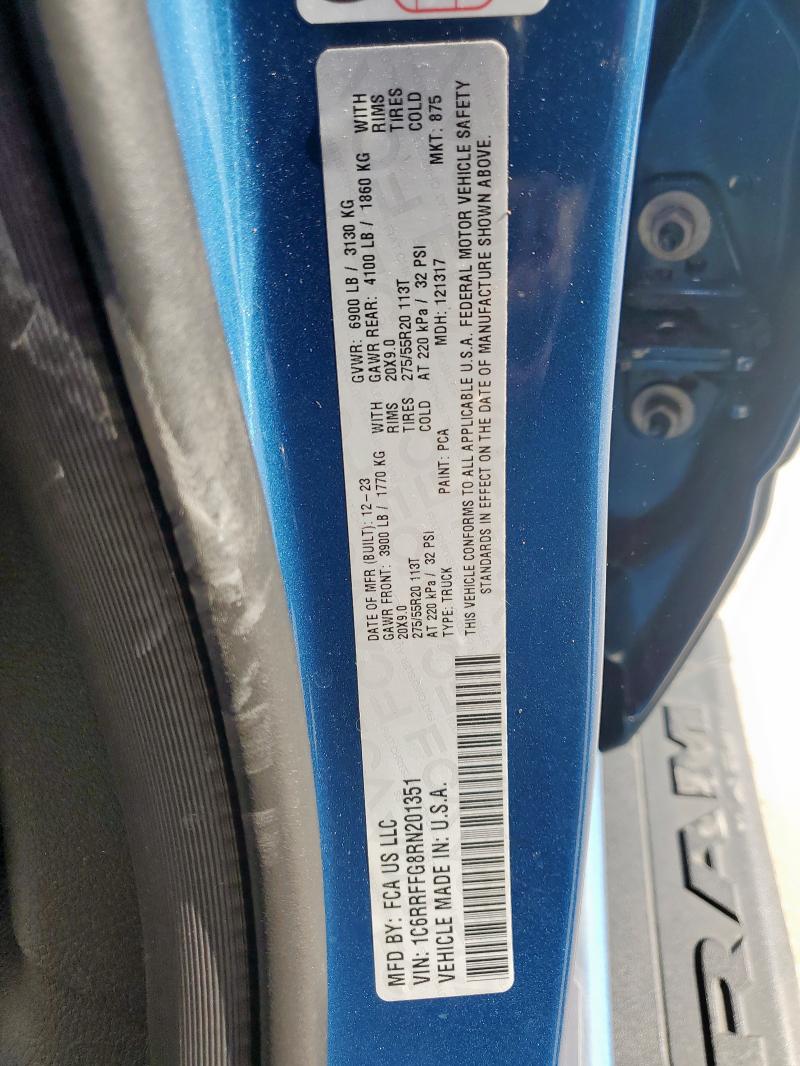 MFD BY: FCA US LLC
VIN: 1C6RRFFG8RN201351
VEHICLE MADE IN: U.S.A.
DATE OF MFR (BUILT): 12-23
GAWR FRONT: 3900 LB / 1770 KG WITH
20X9.0 RIMS
275/55R20 113T TIRES
AT 220 kPa / 32 PSI COLD
TYPE: TRUCK PAINT: PCA
GVWR: 6900 LB / 3130 KG
GAWR REAR: 4100 LB / 1860 KG WITH
20X9.0 RIMS
275/55R20 113T TIRES
AT 220 kPa / 32 PSI COLD
MDH: 121317 MKT: 875
THIS VEHICLE CONFORMS TO ALL APPLICABLE U.S.A. FEDERAL MOTOR VEHICLE SAFETY
STANDARDS IN EFFECT ON THE DATE OF MANUFACTURE SHOWN ABOVE.
RAM